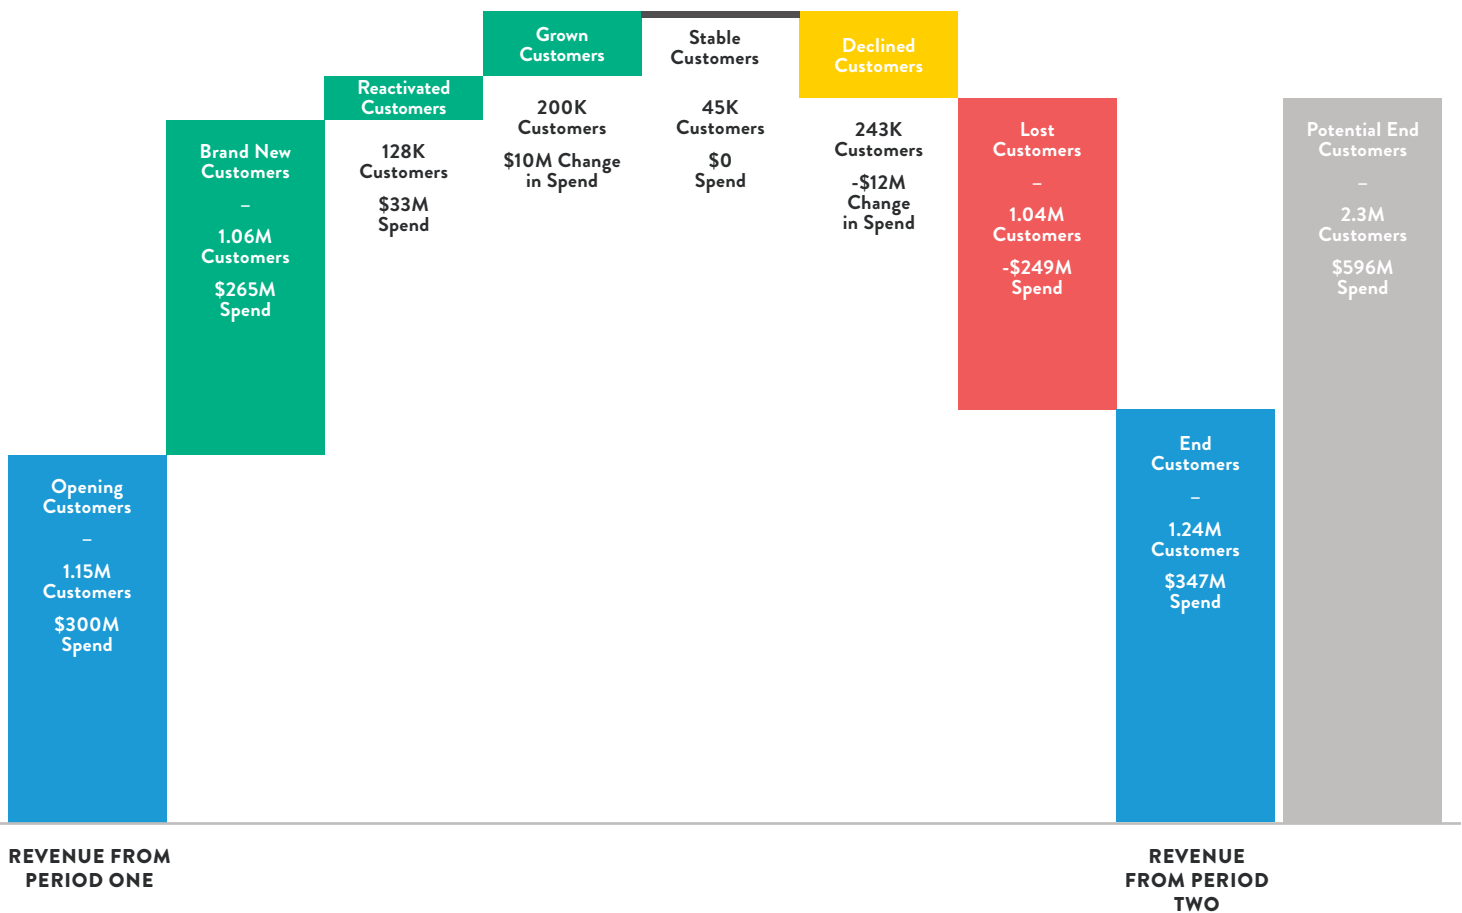 Opening
Customers
–
1.15M
Customers
$300M
Spend
Brand New
Customers
–
1.06M
Customers
$265M
Spend
Reactivated
Customers
128K
Customers
$33M
Spend
Grown
Customers
200K
Customers
$10M Change
in Spend
Stable
Customers
45K
Customers
$0
Spend
Declined
Customers
243K
Customers
-$12M
Change
in Spend
Lost
Customers
–
1.04M
Customers
-$249M
Spend
End
Customers
–
1.24M
Customers
$347M
Spend
Potential End
Customers
–
2.3M
Customers
$596M
Spend
REVENUE FROM
PERIOD ONE
REVENUE
FROM PERIOD
TWO